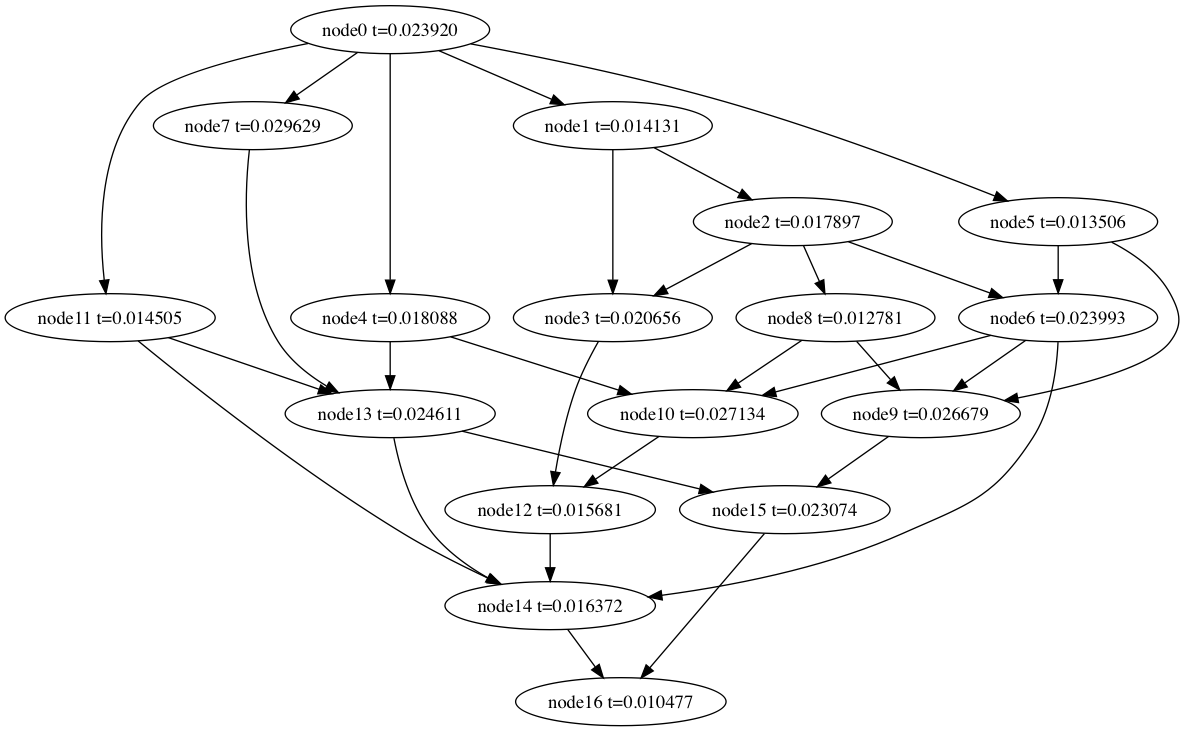 node0 t=0.023920
node7 t=0.029629
node1 t=0.014131
node2 t=0.017897
node5 t=0.013506
node11 t=0.014505
node4 t=0.018088
node3 t=0.020656
node8 t=0.012781
node6 t=0.023993
node13 t=0.024611
node10 t=0.027134
node9 t=0.026679
node12 t=0.015681
node15 t=0.023074
node14 t=0.016372
node16 t=0.010477